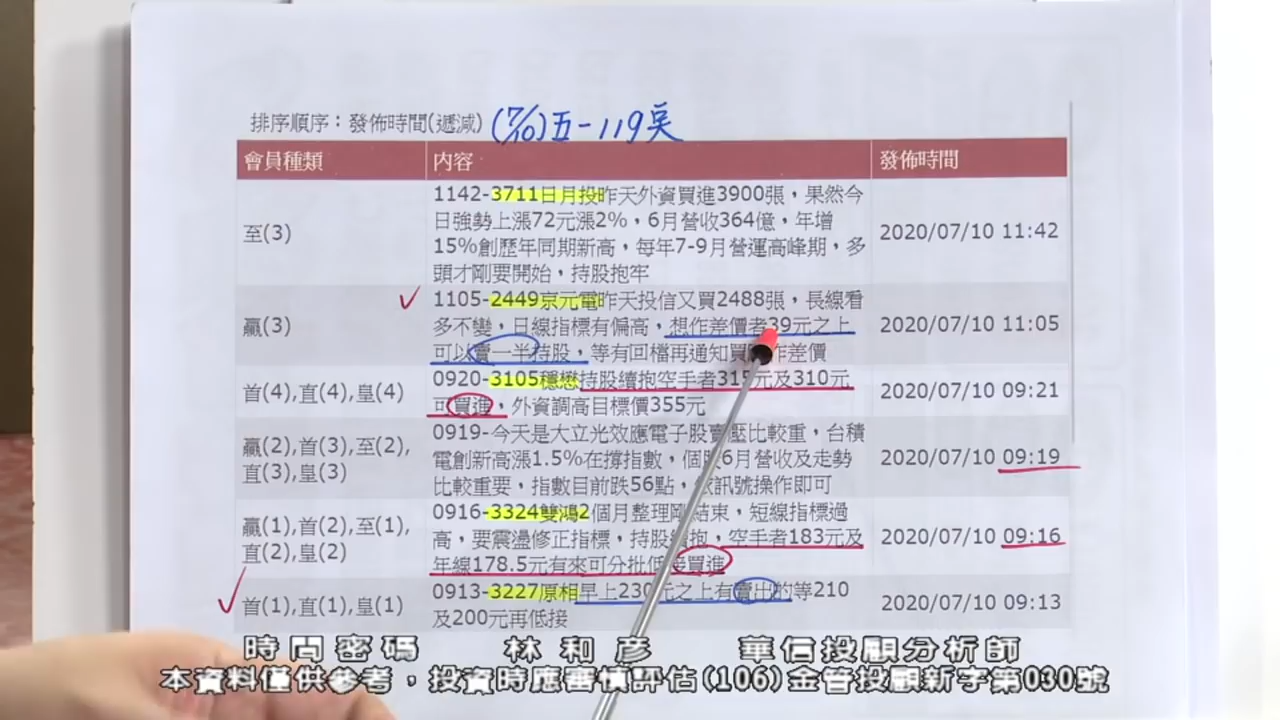 排序順序：發佈時間(遞減) (7/10)五-119吴
會員種類 內容 發佈時間
1142-3711日月投昨天外資買進3900張，果然今
日強勢上漲72元漲2%，6月營收364億，年增
至(3) 2020/07/10 11:42
15%創歷年同期新高，每年7-9月營運高峰期，多
頭才剛要開始，持股抱牢
1105-2449京元電昨天投信又買2488張，長線看
贏(3) 多不變，日線指標有偏高，想作差價者39元之上 2020/07/10 11:05
可以賣一半持股，等有回檔再通知買 作差價
0920-3105穩懋持股續抱空手者315元及310元
首(4),直(4),皇(4) 2020/07/10 09:21
可買進，外資調高目標價355元
0919-今天是大立光效應電子股賣壓比較重，台積
贏(2),首(3),至(2),
直(3),皇(3) 電創新高漲1.5%在撐指數，個股6月營收及走勢 2020/07/10 09:19
比較重要，指數目前跌56點，依訊號操作即可
0916-3324雙鴻2個月整理剛結束，短線指標過
贏(1),首(2),至(1),
直(2),皇(2) 高，要震盪修正指標，持股續抱，空手者183元及 2020/07/10 09:16
年線178.5元有來可分批低接買進
0913-3227原相早上230元之上有賣出的等210
首(1),直(1),皇(1) 2020/07/10 09:13
及200元再低接
時間密碼 林和彦 華信投顧分析師
本資料僅供參考，投資時應審慎評估(106)金管投顧新字第030號